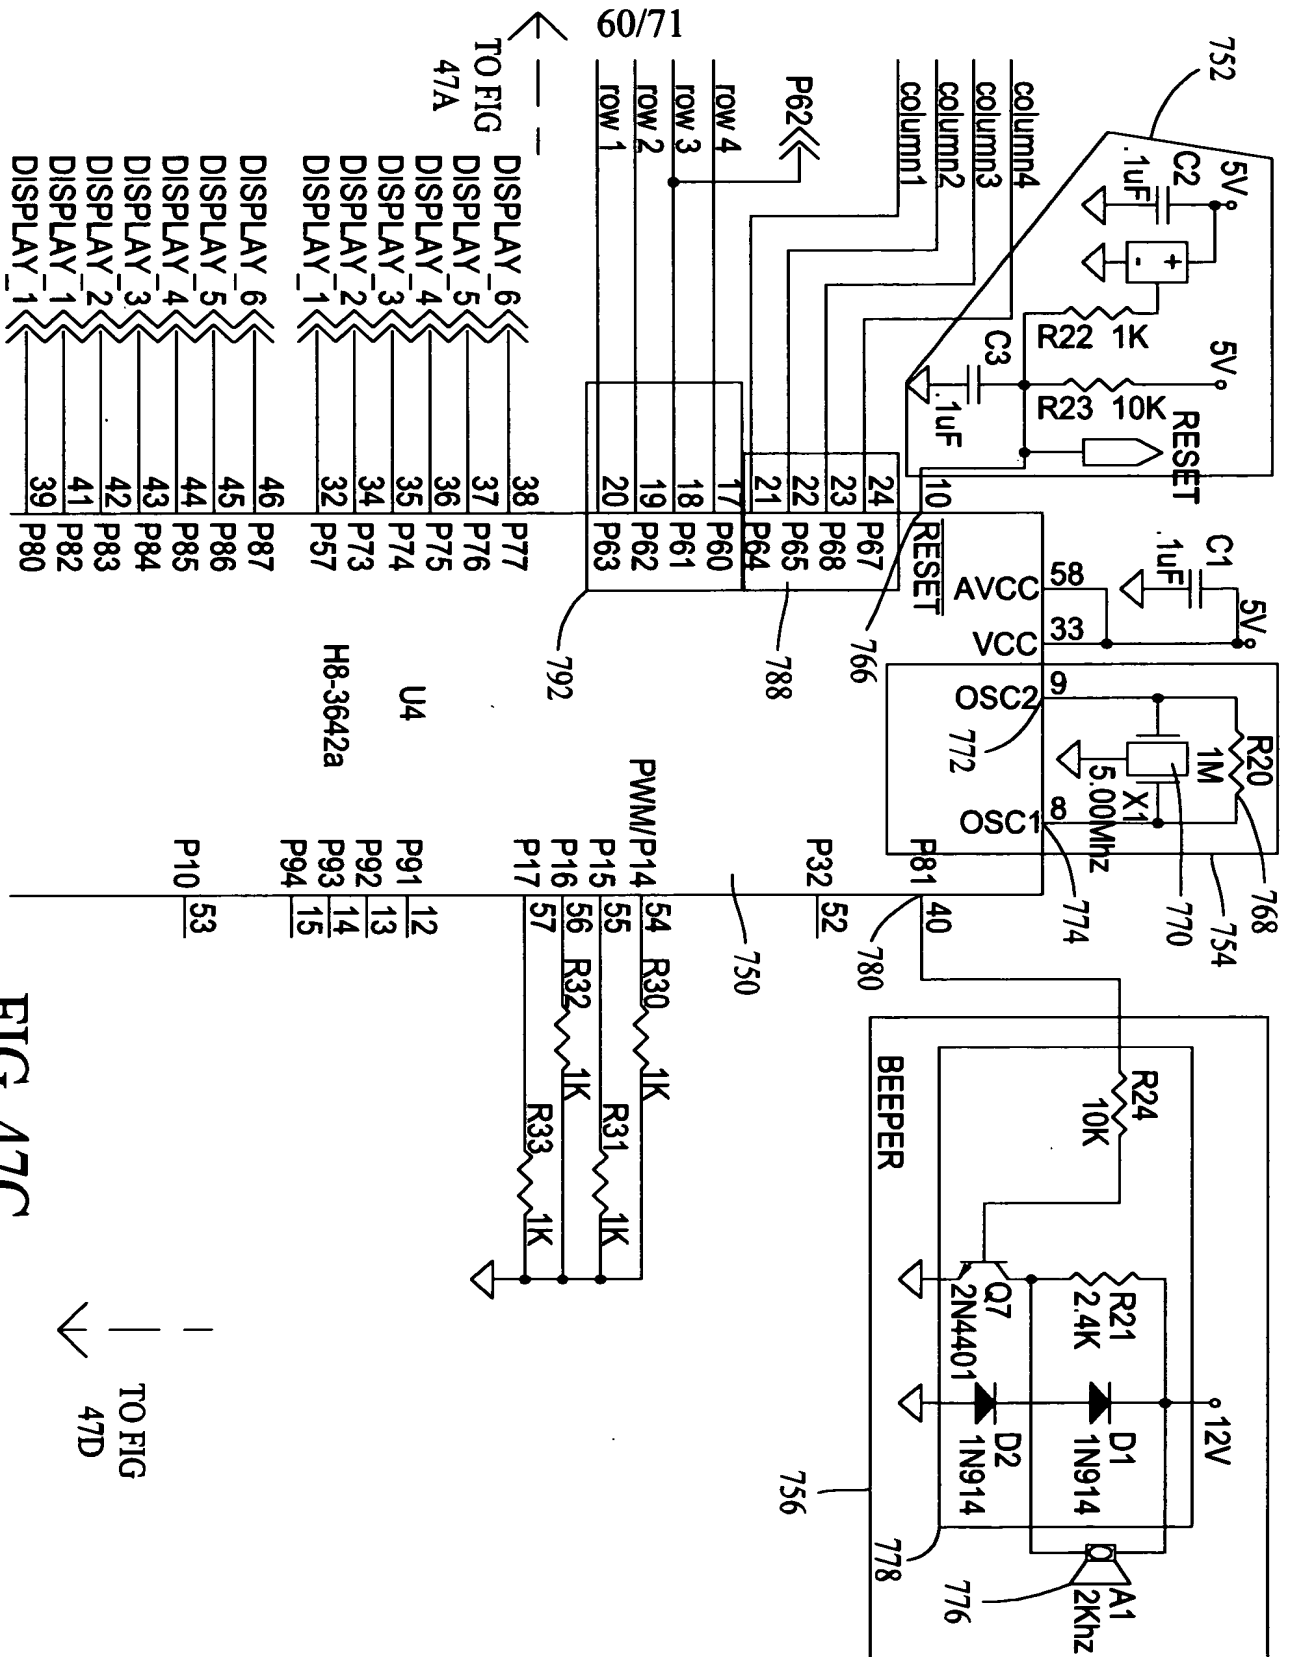 60/71
TO FIG
47A
752
C2
.1uF
5V
+
-
R22 1K
5V
R23 10K
C3
.1uF
RESET
C1
.1uF
5V
P62
row 4
row 3
row 2
row 1
column4
column3
column2
column1
10 RESET
58 AVCC
33 VCC
9 OSC2
8 OSC1
R20
1M
X1
5.00Mhz
768
770
754
772
774
766
788
792
24 P67
23 P68
22 P65
21 P64
17 P60
18 P61
19 P62
20 P63
DISPLAY_6 38 P77
DISPLAY_5 37 P76
DISPLAY_4 36 P75
DISPLAY_3 35 P74
DISPLAY_2 34 P73
DISPLAY_1 32 P57
DISPLAY_6 46 P87
DISPLAY_5 45 P86
DISPLAY_4 44 P85
DISPLAY_3 43 P84
DISPLAY_2 42 P83
DISPLAY_1 41 P82
DISPLAY_1 39 P80
U4
H8-3642a
P81 40
780
P32 52
750
PWM/P14 54 R30 1K
P15 55 R31 1K
P16 56 R32 1K
P17 57 R33 1K
P91 12
P92 13
P93 14
P94 15
P10 53
BEEPER
R24
10K
Q7
2N4401
R21
2.4K
D1
1N914
D2
1N914
12V
A1
2Khz
756
778
776
FIG 47C
TO FIG
47D